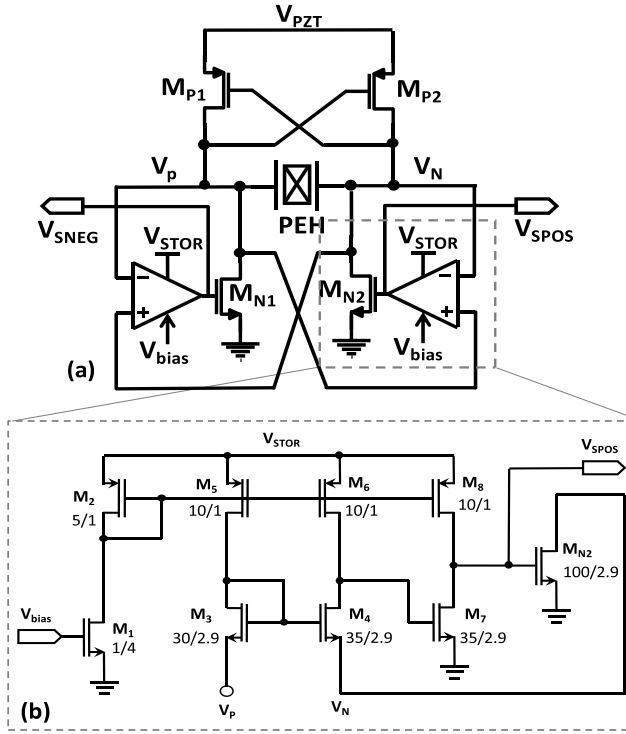 V_PZT
M_P1
M_P2
V_p
V_N
V_SNEG
PEH
V_SPOS
V_STOR
V_STOR
−
−
M_N1
M_N2
+
+
V_bias
V_bias
(a)
V_STOR
V_SPOS
M_2
5/1
M_5
10/1
M_6
10/1
M_8
10/1
M_N2
100/2.9
V_bias
M_1
1/4
M_3
30/2.9
M_4
35/2.9
M_7
35/2.9
(b)
V_P
V_N